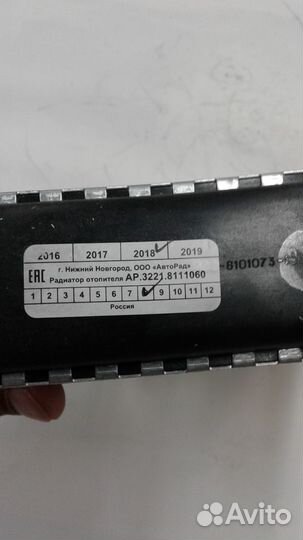 2016 2017 2018 2019
г. Нижний Новгород, ООО «АвтоРад»
EAC Радиатор отопителя АР.3221.8111060
1 2 3 4 5 6 7 9 10 11 12
Россия
Avito